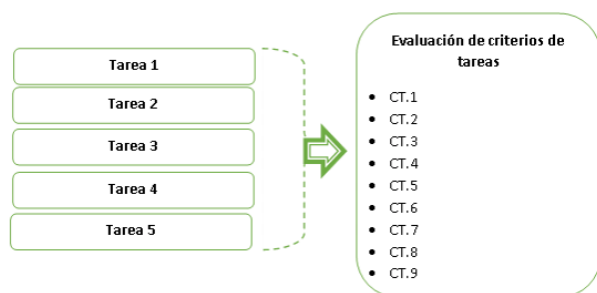 Tarea 1
Tarea 2
Tarea 3
Tarea 4
Tarea 5
Evaluación de criterios de
tareas
• CT.1
• CT.2
• CT.3
• CT.4
• CT.5
• CT.6
• CT.7
• CT.8
• CT.9